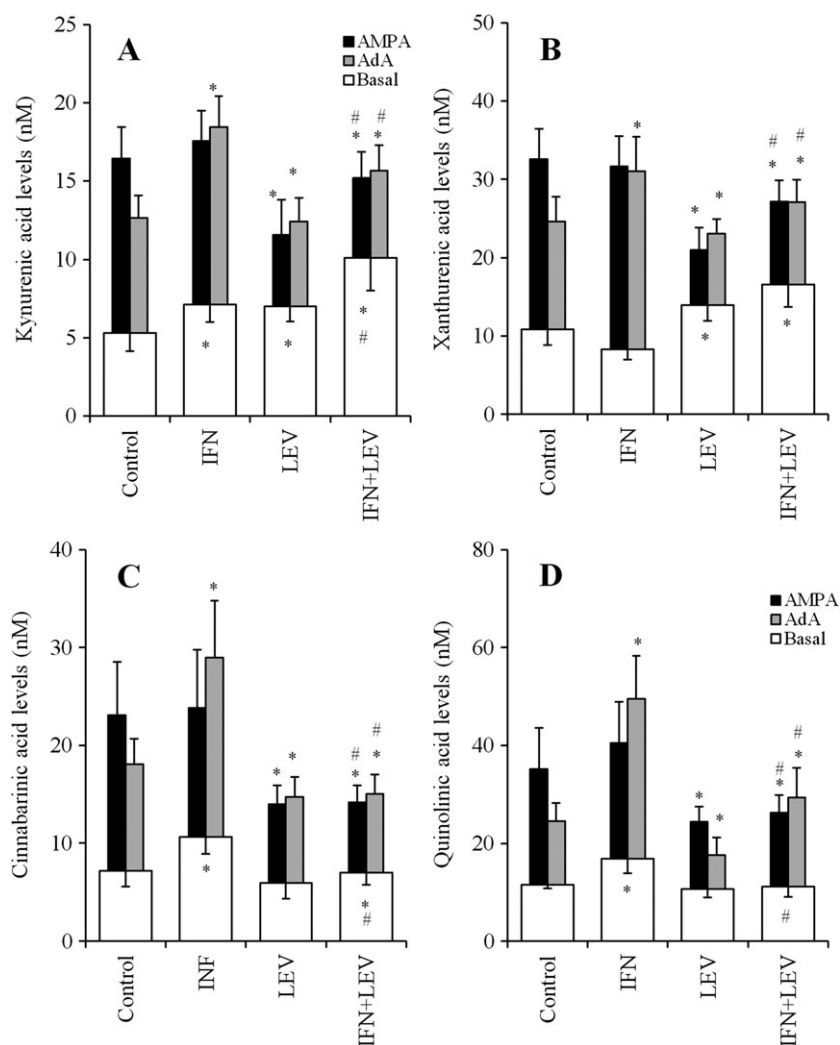 A
AMPA
AdA
Basal
Kynurenic acid levels (nM)
25
20
15
10
5
0
*
# #
* *
* *
* * *
#
Control
IFN
LEV
IFN+LEV
B
Xanthurenic acid levels (nM)
50
40
30
20
10
0
*
# #
* *
* *
* *
Control
IFN
LEV
IFN+LEV
C
Cinnabarinic acid levels (nM)
40
30
20
10
0
*
# #
* * * *
*
*
#
Control
INF
LEV
IFN+LEV
D
AMPA
AdA
Basal
Quinolinic acid levels (nM)
80
60
40
20
0
*
# #
* *
* *
*
#
Control
IFN
LEV
IFN+LEV